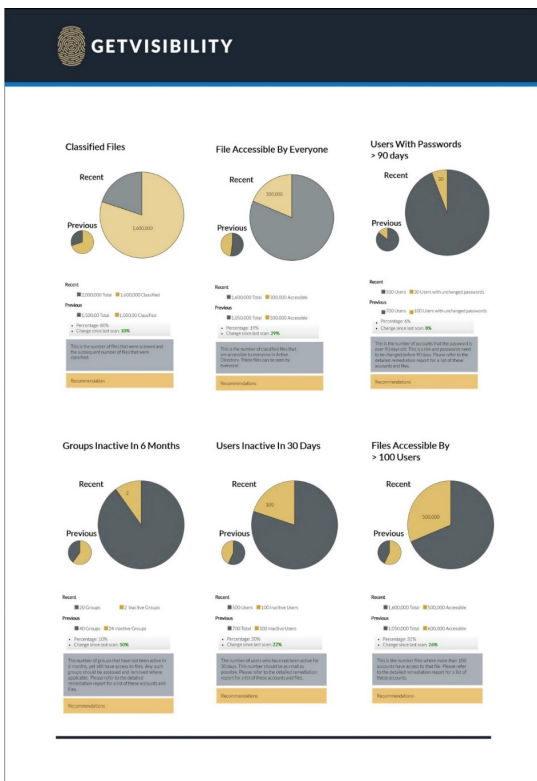 GETVISIBILITY
Classified Files
Recent
1,600,000
Previous
Recent
2,000,000 Total 1,600,000 Classified
Previous
1,500,00 Total 1,050,00 Classified
• Percentage: 80%
• Change since last scan: 10%
This is the number of files that were scanned and
the subsequent number of files that were
classified.
Recommendation
File Accessible By Everyone
Recent
300,000
Previous
Recent
1,600,000 Total 300,000 Accessible
Previous
1,050,000 Total 500,000 Accessible
• Percentage: 19%
• Change since last scan: 29%
This is the number of classified files that
are accessible to everyone in Active
Directory. These files can be seen by
everyone.
Recommendations
Users With Passwords
> 90 days
Recent
30
Previous
Recent
500 Users 30 Users with unchanged passwords
Previous
700 Users 100 Users with unchanged passwords
• Percentage: 6%
• Change since last scan: 8%
This is the number of accounts that the password is
over 90 days old. This is a risk and passwords need
to be changed before 90 days. Please refer to the
detailed remediation report for a list of these
accounts and files.
Recommendations
Groups Inactive In 6 Months
Recent
2
Previous
Recent
20 Groups 2 Inactive Groups
Previous
40 Groups 24 Inactive Groups
• Percentage: 10%
• Change since last scan: 50%
The number of groups that have not been active in
6 months, yet still have access to files. Any such
groups should be assessed and removed where
applicable. Please refer to the detailed
remediation report for a list of these accounts and
files.
Recommendations
Users Inactive In 30 Days
Recent
100
Previous
Recent
500 Users 100 Inactive Users
Previous
700 Total 300 Inactive Users
• Percentage: 20%
• Change since last scan: 22%
The number of users who have not been active for
30 days. This number should be as small as
possible. Please refer to the detailed remediation
report for a list of these accounts and files.
Recommendations
Files Accessible By
> 100 Users
Recent
500,000
Previous
Recent
1,600,000 Total 500,000 Accessible
Previous
1,050,000 Total 600,000 Accessible
• Percentage: 31%
• Change since last scan: 26%
This is the number files where more than 100
accounts have access to that file. Please refer
to the detailed remediation report for a list of
these accounts.
Recommendations